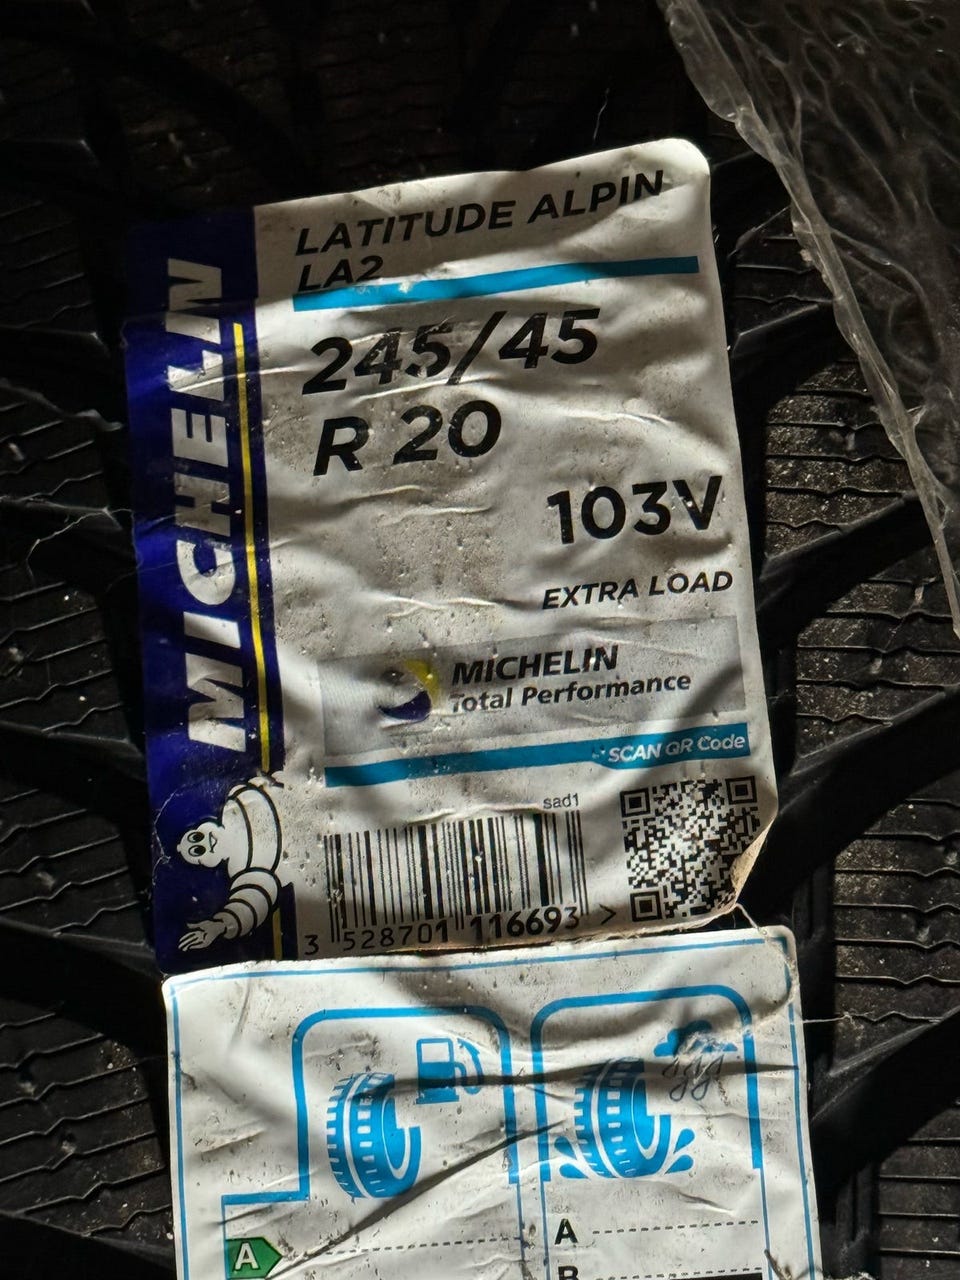 MICHELIN
LATITUDE ALPIN
LA2
245/45
R 20
103V
EXTRA LOAD
MICHELIN
Total Performance
SCAN QR Code
sad1
3 528701 116693 >
A
A
B